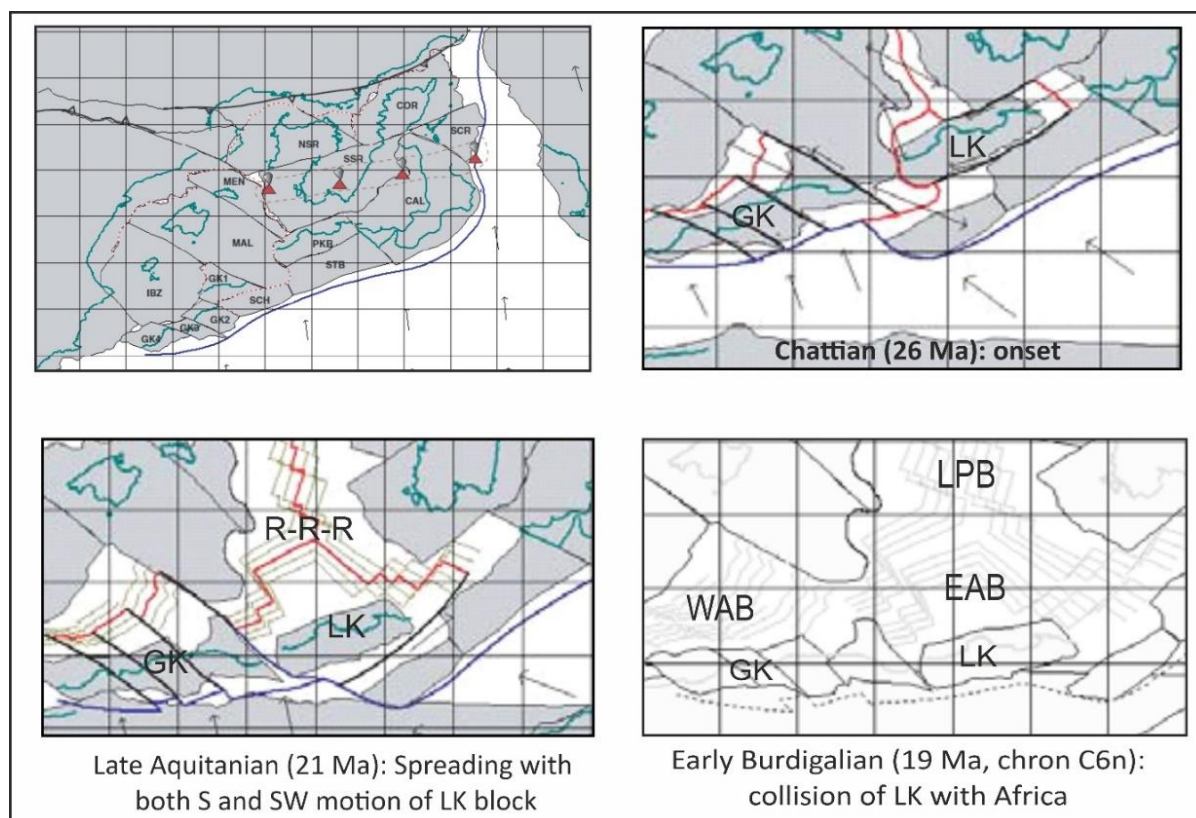 COR
SCR
NSR
SSR
MEN
CAL
MAL
PKB
STB
IBZ
GK1
SCH
GK2
GK3
GK4
LK
GK
Chattian (26 Ma): onset
R-R-R
LK
GK
Late Aquitanian (21 Ma): Spreading with
both S and SW motion of LK block
LPB
WAB
EAB
GK
LK
Early Burdigalian (19 Ma, chron C6n):
collision of LK with Africa